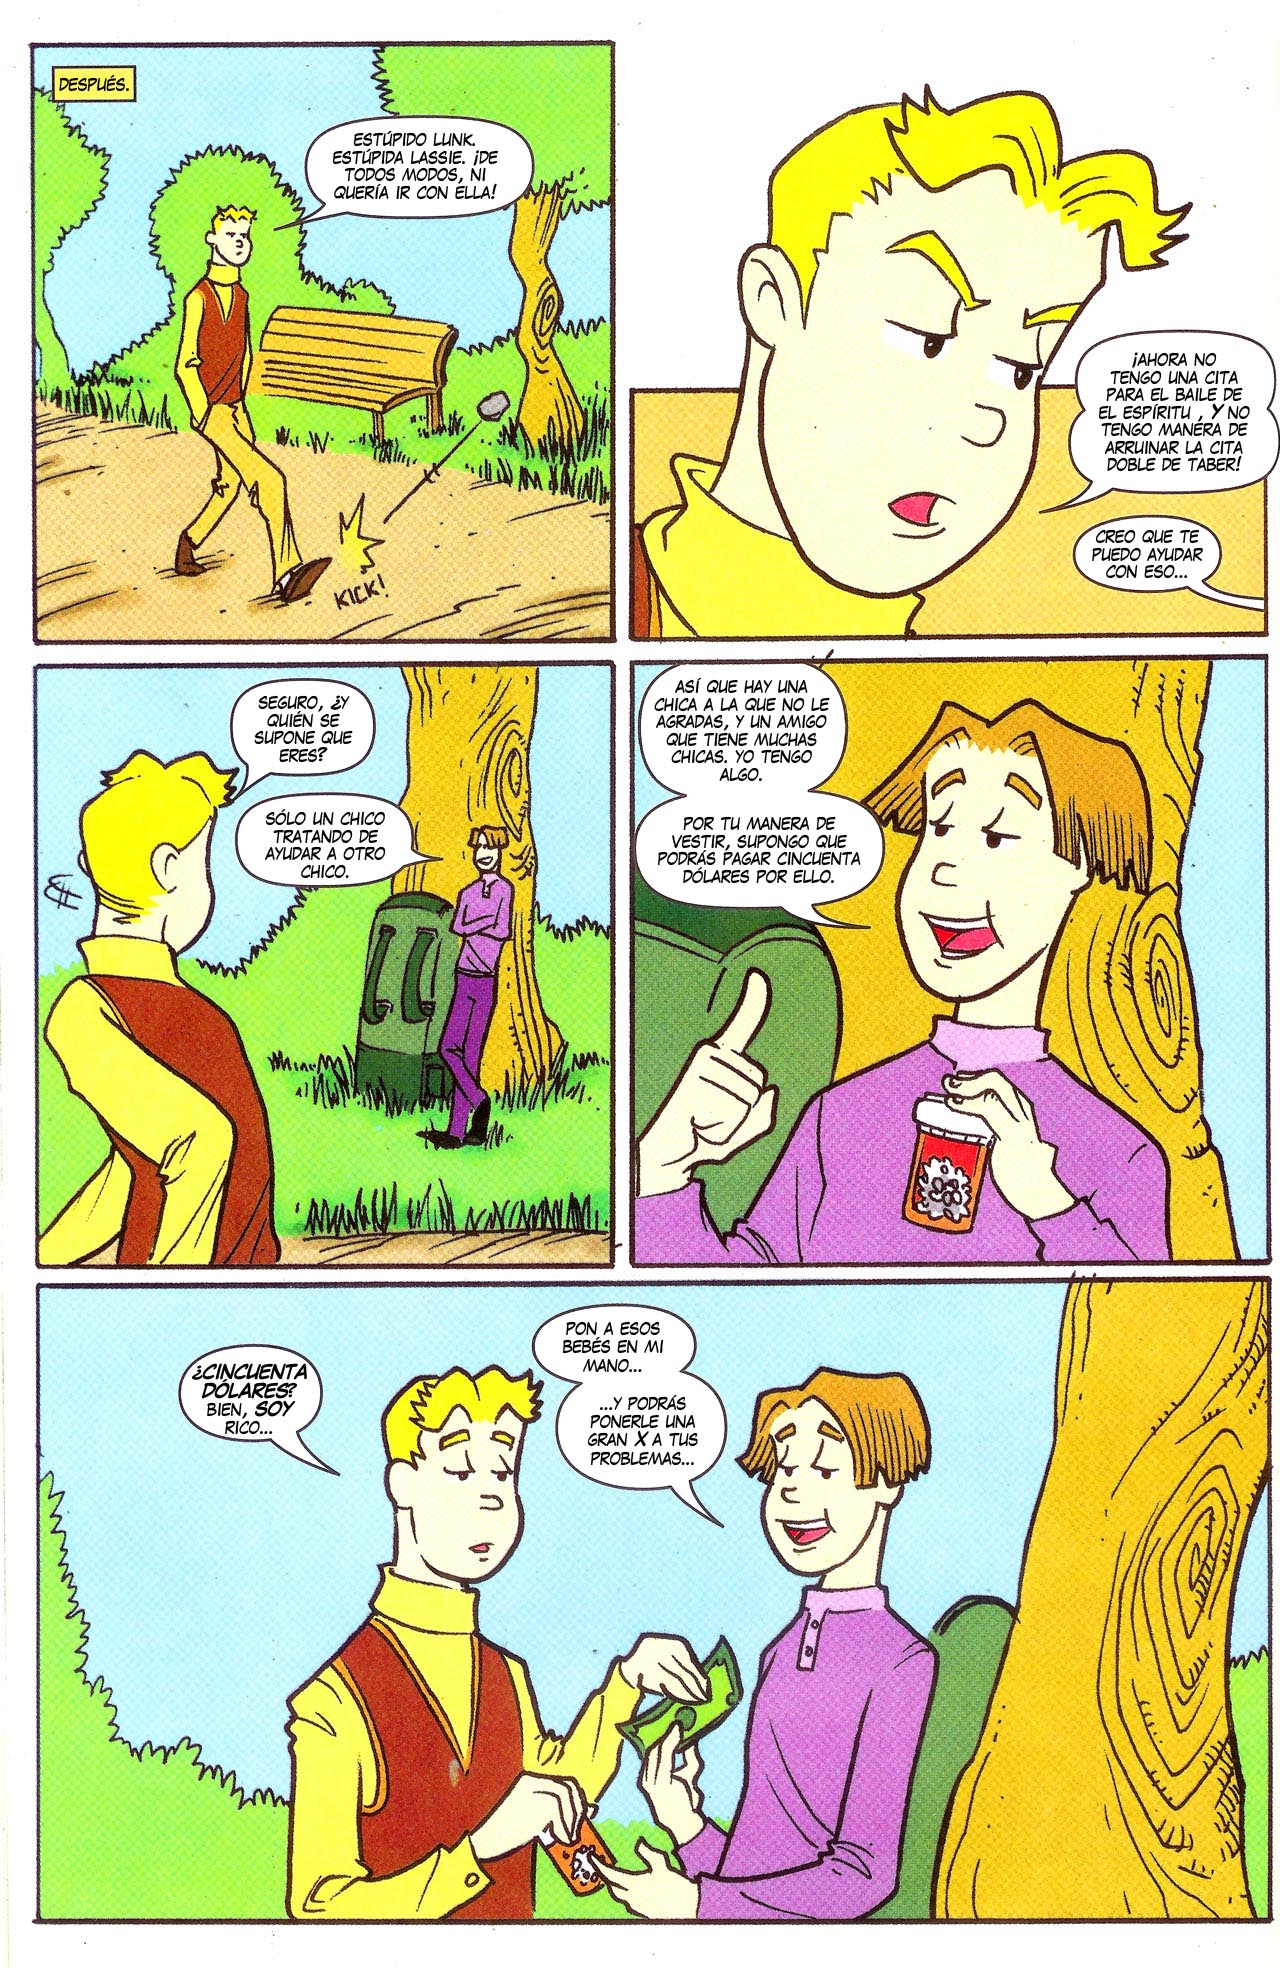 DESPUÉS.
ESTÚPIDO LUNK.
ESTÚPIDA LASSIE. ¡DE
TODOS MODOS, NI
QUERÍA IR CON ELLA!
KICK!
¡AHORA NO
TENGO UNA CITA
PARA EL BAILE DE
EL ESPÍRITU , Y NO
TENGO MANERA DE
ARRUINAR LA CITA
DOBLE DE TABER!
CREO QUE TE
PUEDO AYUDAR
CON ESO...
SEGURO, ¿Y
QUIÉN SE
SUPONE QUE
ERES?
SÓLO UN CHICO
TRATANDO DE
AYUDAR A OTRO
CHICO.
ASÍ QUE HAY UNA
CHICA A LA QUE NO LE
AGRADAS, Y UN AMIGO
QUE TIENE MUCHAS
CHICAS. YO TENGO
ALGO.
POR TU MANERA DE
VESTIR, SUPONGO QUE
PODRÁS PAGAR CINCUENTA
DÓLARES POR ELLO.
¿CINCUENTA
DÓLARES?
BIEN, SOY
RICO...
PON A ESOS
BEBÉS EN MI
MANO...
...Y PODRÁS
PONERLE UNA
GRAN X A TUS
PROBLEMAS...